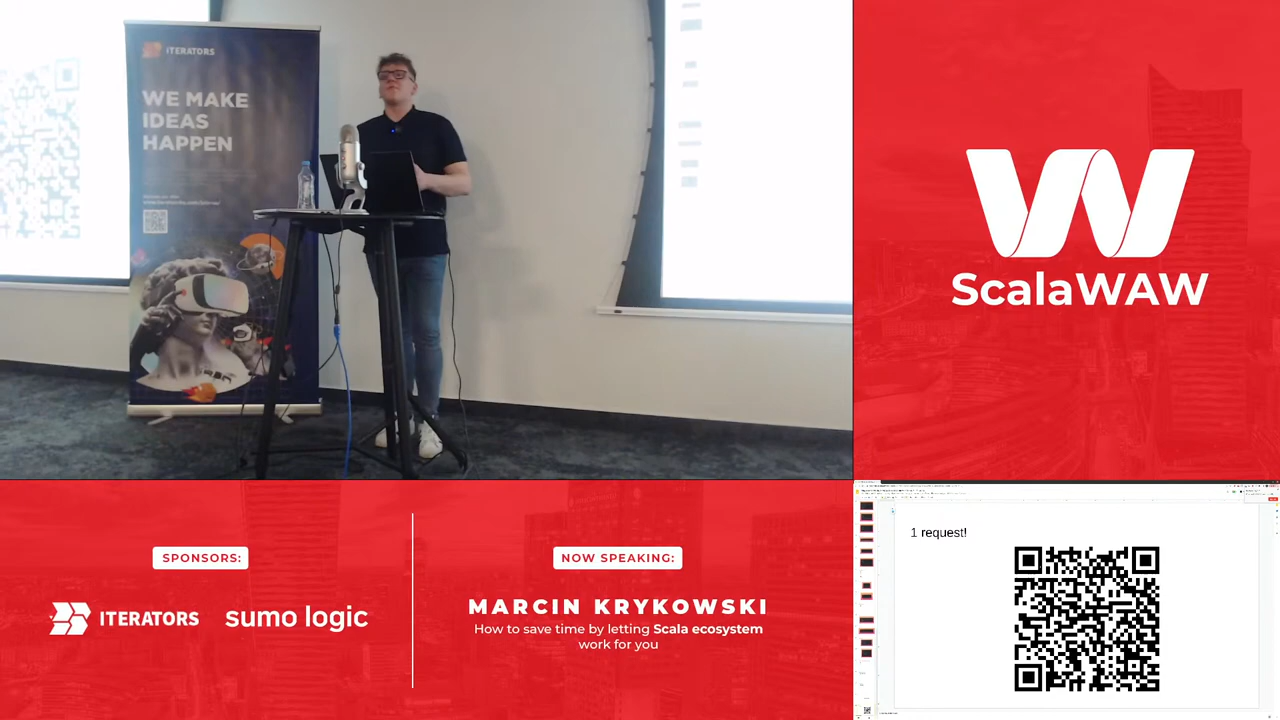 ITERATORS
WE MAKE
IDEAS
HAPPEN
ScalaWAW
SPONSORS:
ITERATORS
sumo logic
NOW SPEAKING:
MARCIN KRYKOWSKI
How to save time by letting Scala ecosystem
work for you
1 request!